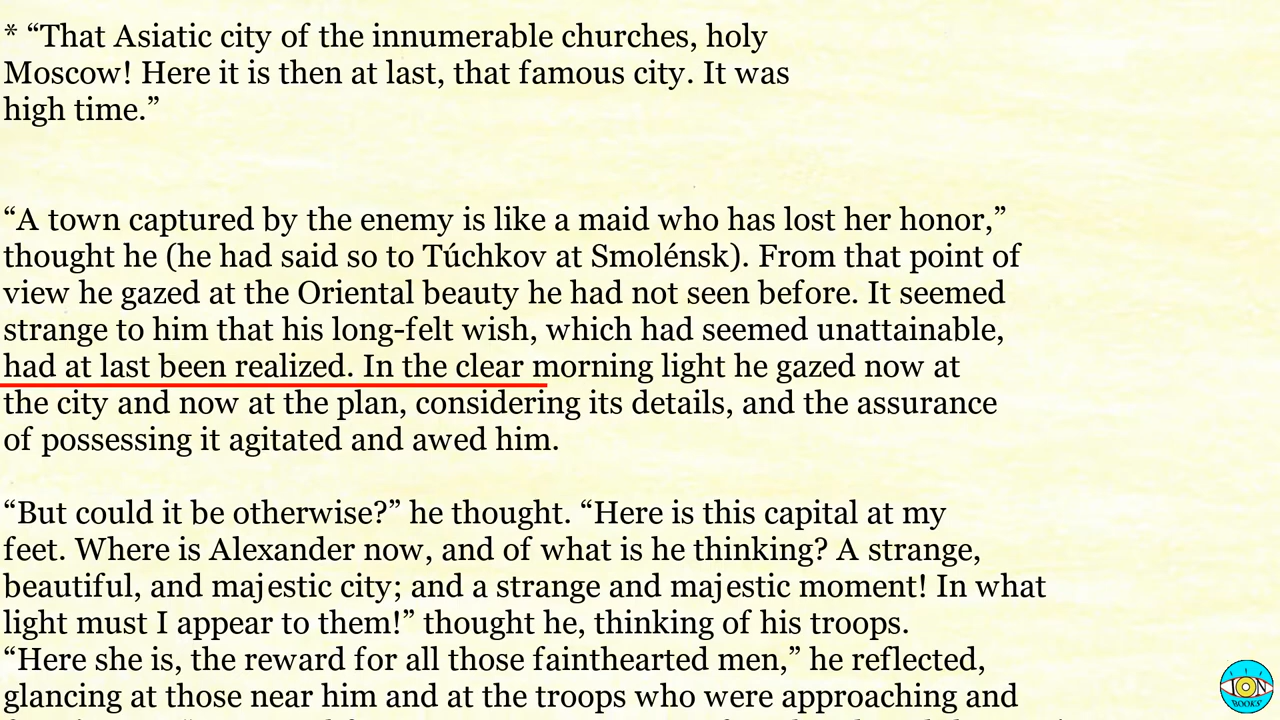 * “That Asiatic city of the innumerable churches, holy
Moscow! Here it is then at last, that famous city. It was
high time.”
“A town captured by the enemy is like a maid who has lost her honor,”
thought he (he had said so to Túchkov at Smolénsk). From that point of
view he gazed at the Oriental beauty he had not seen before. It seemed
strange to him that his long-felt wish, which had seemed unattainable,
had at last been realized. In the clear morning light he gazed now at
the city and now at the plan, considering its details, and the assurance
of possessing it agitated and awed him.
“But could it be otherwise?” he thought. “Here is this capital at my
feet. Where is Alexander now, and of what is he thinking? A strange,
beautiful, and majestic city; and a strange and majestic moment! In what
light must I appear to them!” thought he, thinking of his troops.
“Here she is, the reward for all those fainthearted men,” he reflected,
glancing at those near him and at the troops who were approaching and
ION
BOOKS